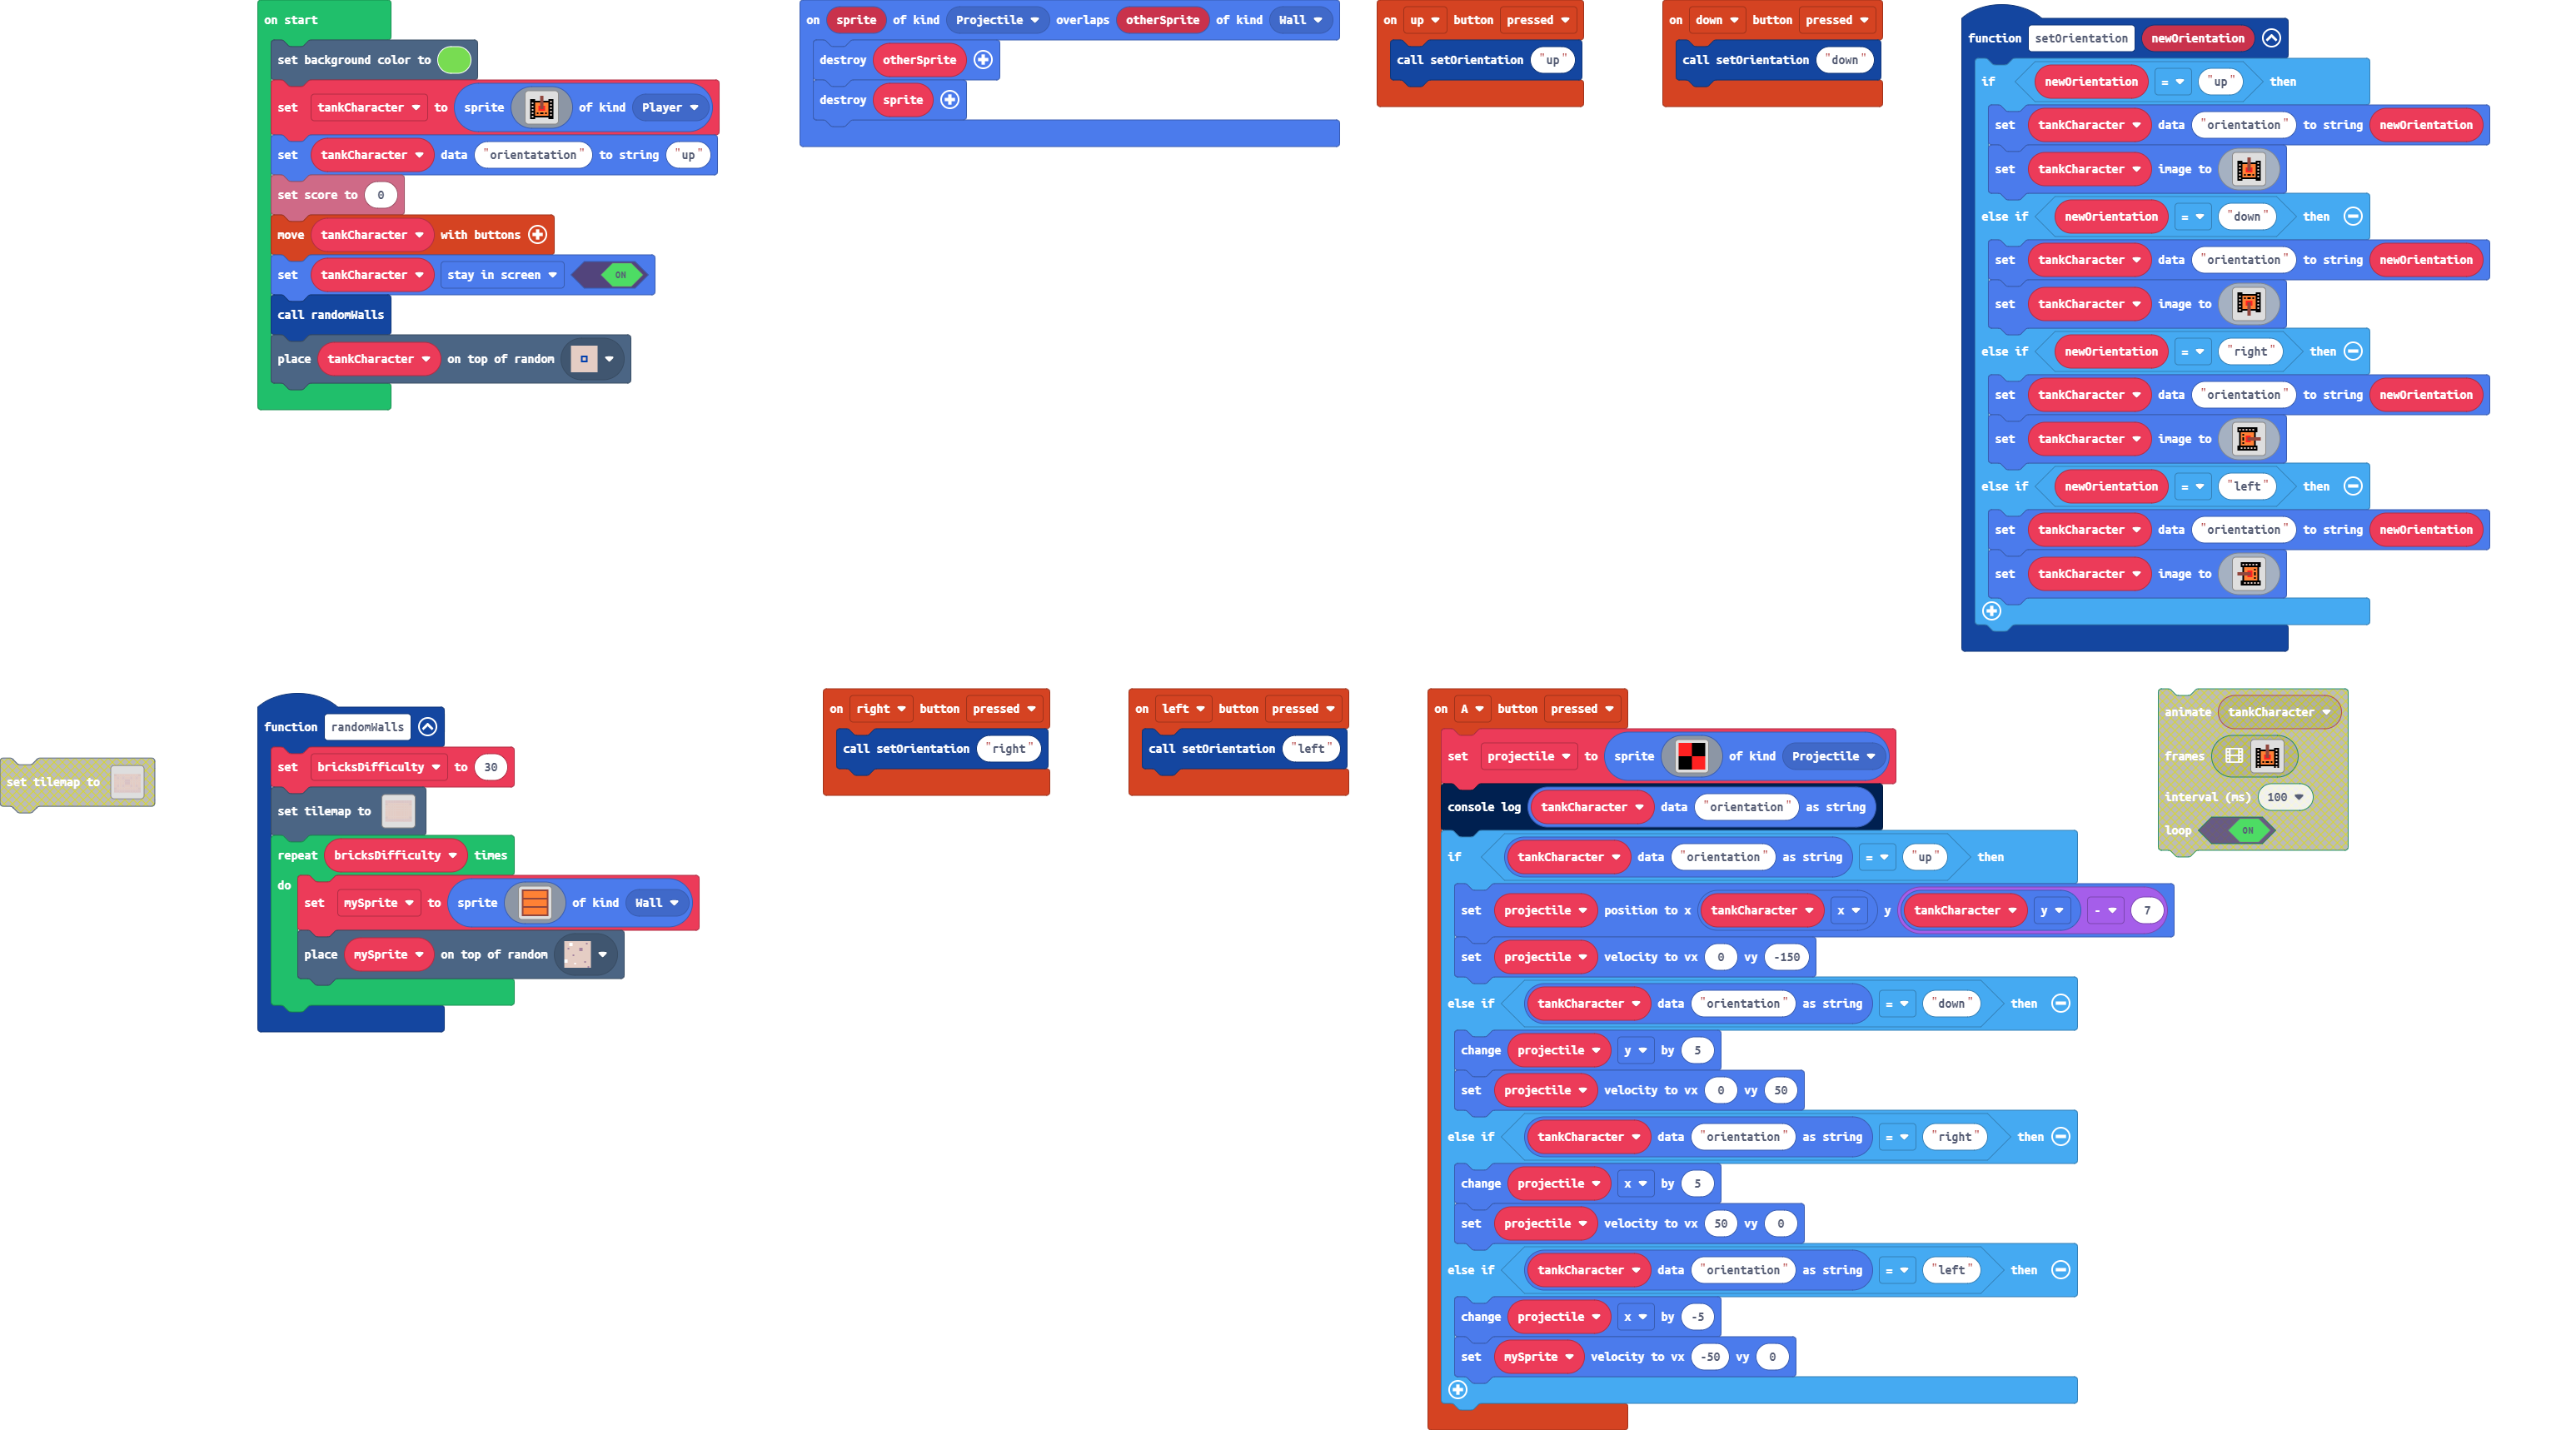 on start
set background color to
set tankCharacter to sprite of kind Player
set tankCharacter data "orientatation" to string "up"
set score to 0
move tankCharacter with buttons
set tankCharacter stay in screen ON
call randomWalls
place tankCharacter on top of random
on sprite of kind Projectile overlaps otherSprite of kind Wall
destroy otherSprite
destroy sprite
on up button pressed
call setOrientation "up"
on down button pressed
call setOrientation "down"
function setOrientation newOrientation
if newOrientation = "up" then
set tankCharacter data "orientation" to string newOrientation
set tankCharacter image to
else if newOrientation = "down" then
set tankCharacter data "orientation" to string newOrientation
set tankCharacter image to
else if newOrientation = "right" then
set tankCharacter data "orientation" to string newOrientation
set tankCharacter image to
else if newOrientation = "left" then
set tankCharacter data "orientation" to string newOrientation
set tankCharacter image to
set tilemap to
function randomWalls
set bricksDifficulty to 30
set tilemap to
repeat bricksDifficulty times
do
set mySprite to sprite of kind Wall
place mySprite on top of random
on right button pressed
call setOrientation "right"
on left button pressed
call setOrientation "left"
on A button pressed
set projectile to sprite of kind Projectile
console log tankCharacter data "orientation" as string
if tankCharacter data "orientation" as string = "up" then
set projectile position to x tankCharacter x y tankCharacter y - 7
set projectile velocity to vx 0 vy -150
else if tankCharacter data "orientation" as string = "down" then
change projectile y by 5
set projectile velocity to vx 0 vy 50
else if tankCharacter data "orientation" as string = "right" then
change projectile x by 5
set projectile velocity to vx 50 vy 0
else if tankCharacter data "orientation" as string = "left" then
change projectile x by -5
set mySprite velocity to vx -50 vy 0
animate tankCharacter
frames
interval (ms) 100
loop ON